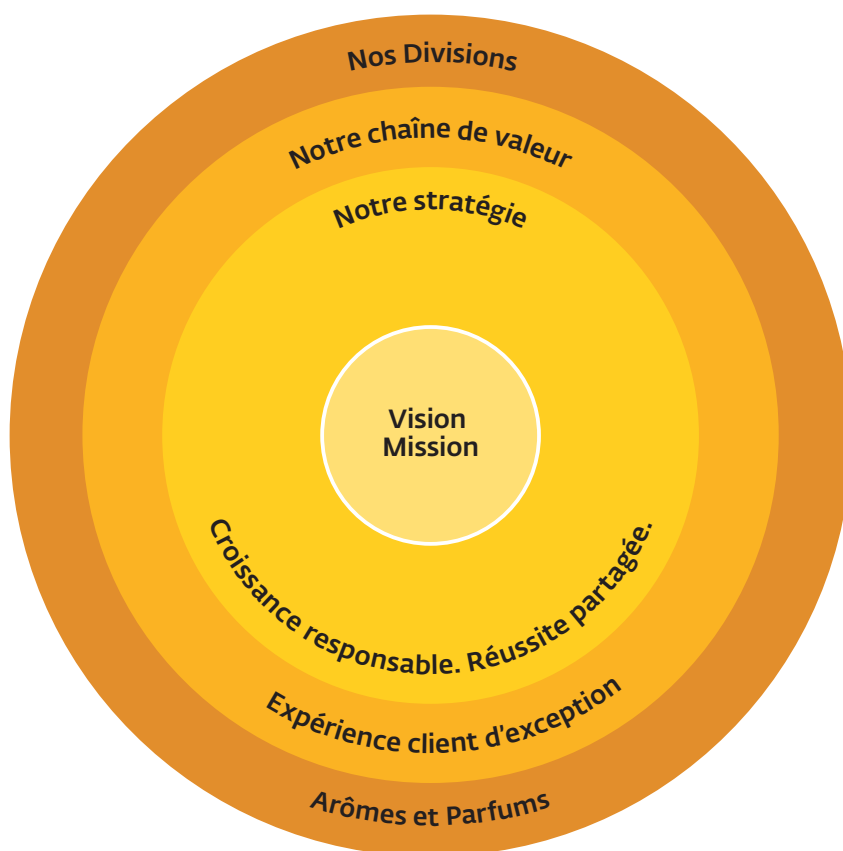 Nos Divisions
Notre chaîne de valeur
Notre stratégie
Vision
Mission
Croissance responsable. Réussite partagée.
Expérience client d'exception
Arômes et Parfums